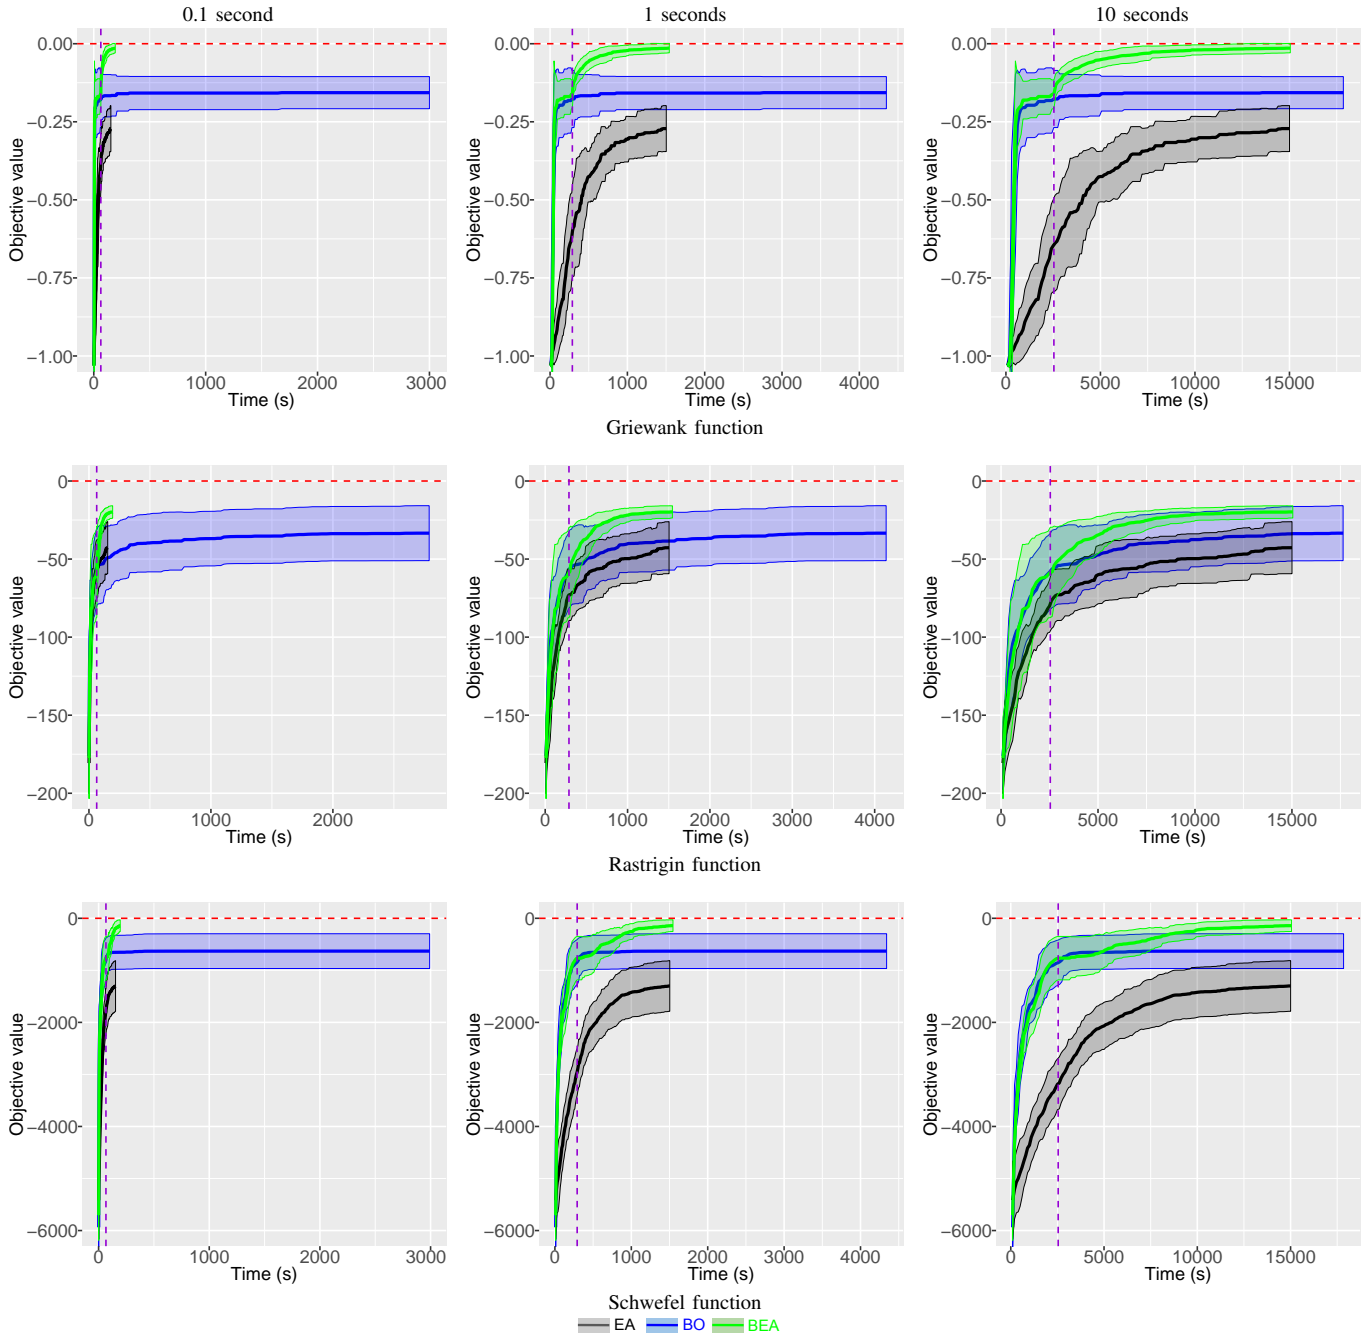 0.1 second
1 seconds
10 seconds
Objective value
0.00
−0.25
−0.50
−0.75
−1.00
0
1000
2000
3000
Time (s)
Objective value
0.00
−0.25
−0.50
−0.75
−1.00
0
1000
2000
3000
4000
Time (s)
Objective value
0.00
−0.25
−0.50
−0.75
−1.00
0
5000
10000
15000
Time (s)
Griewank function
Objective value
0
−50
−100
−150
−200
0
1000
2000
Time (s)
Objective value
0
−50
−100
−150
−200
0
1000
2000
3000
4000
Time (s)
Objective value
0
−50
−100
−150
−200
0
5000
10000
15000
Time (s)
Rastrigin function
Objective value
0
−2000
−4000
−6000
0
1000
2000
3000
Time (s)
Objective value
0
−2000
−4000
−6000
0
1000
2000
3000
4000
Time (s)
Objective value
0
−2000
−4000
−6000
0
5000
10000
15000
Time (s)
Schwefel function
EA
BO
BEA